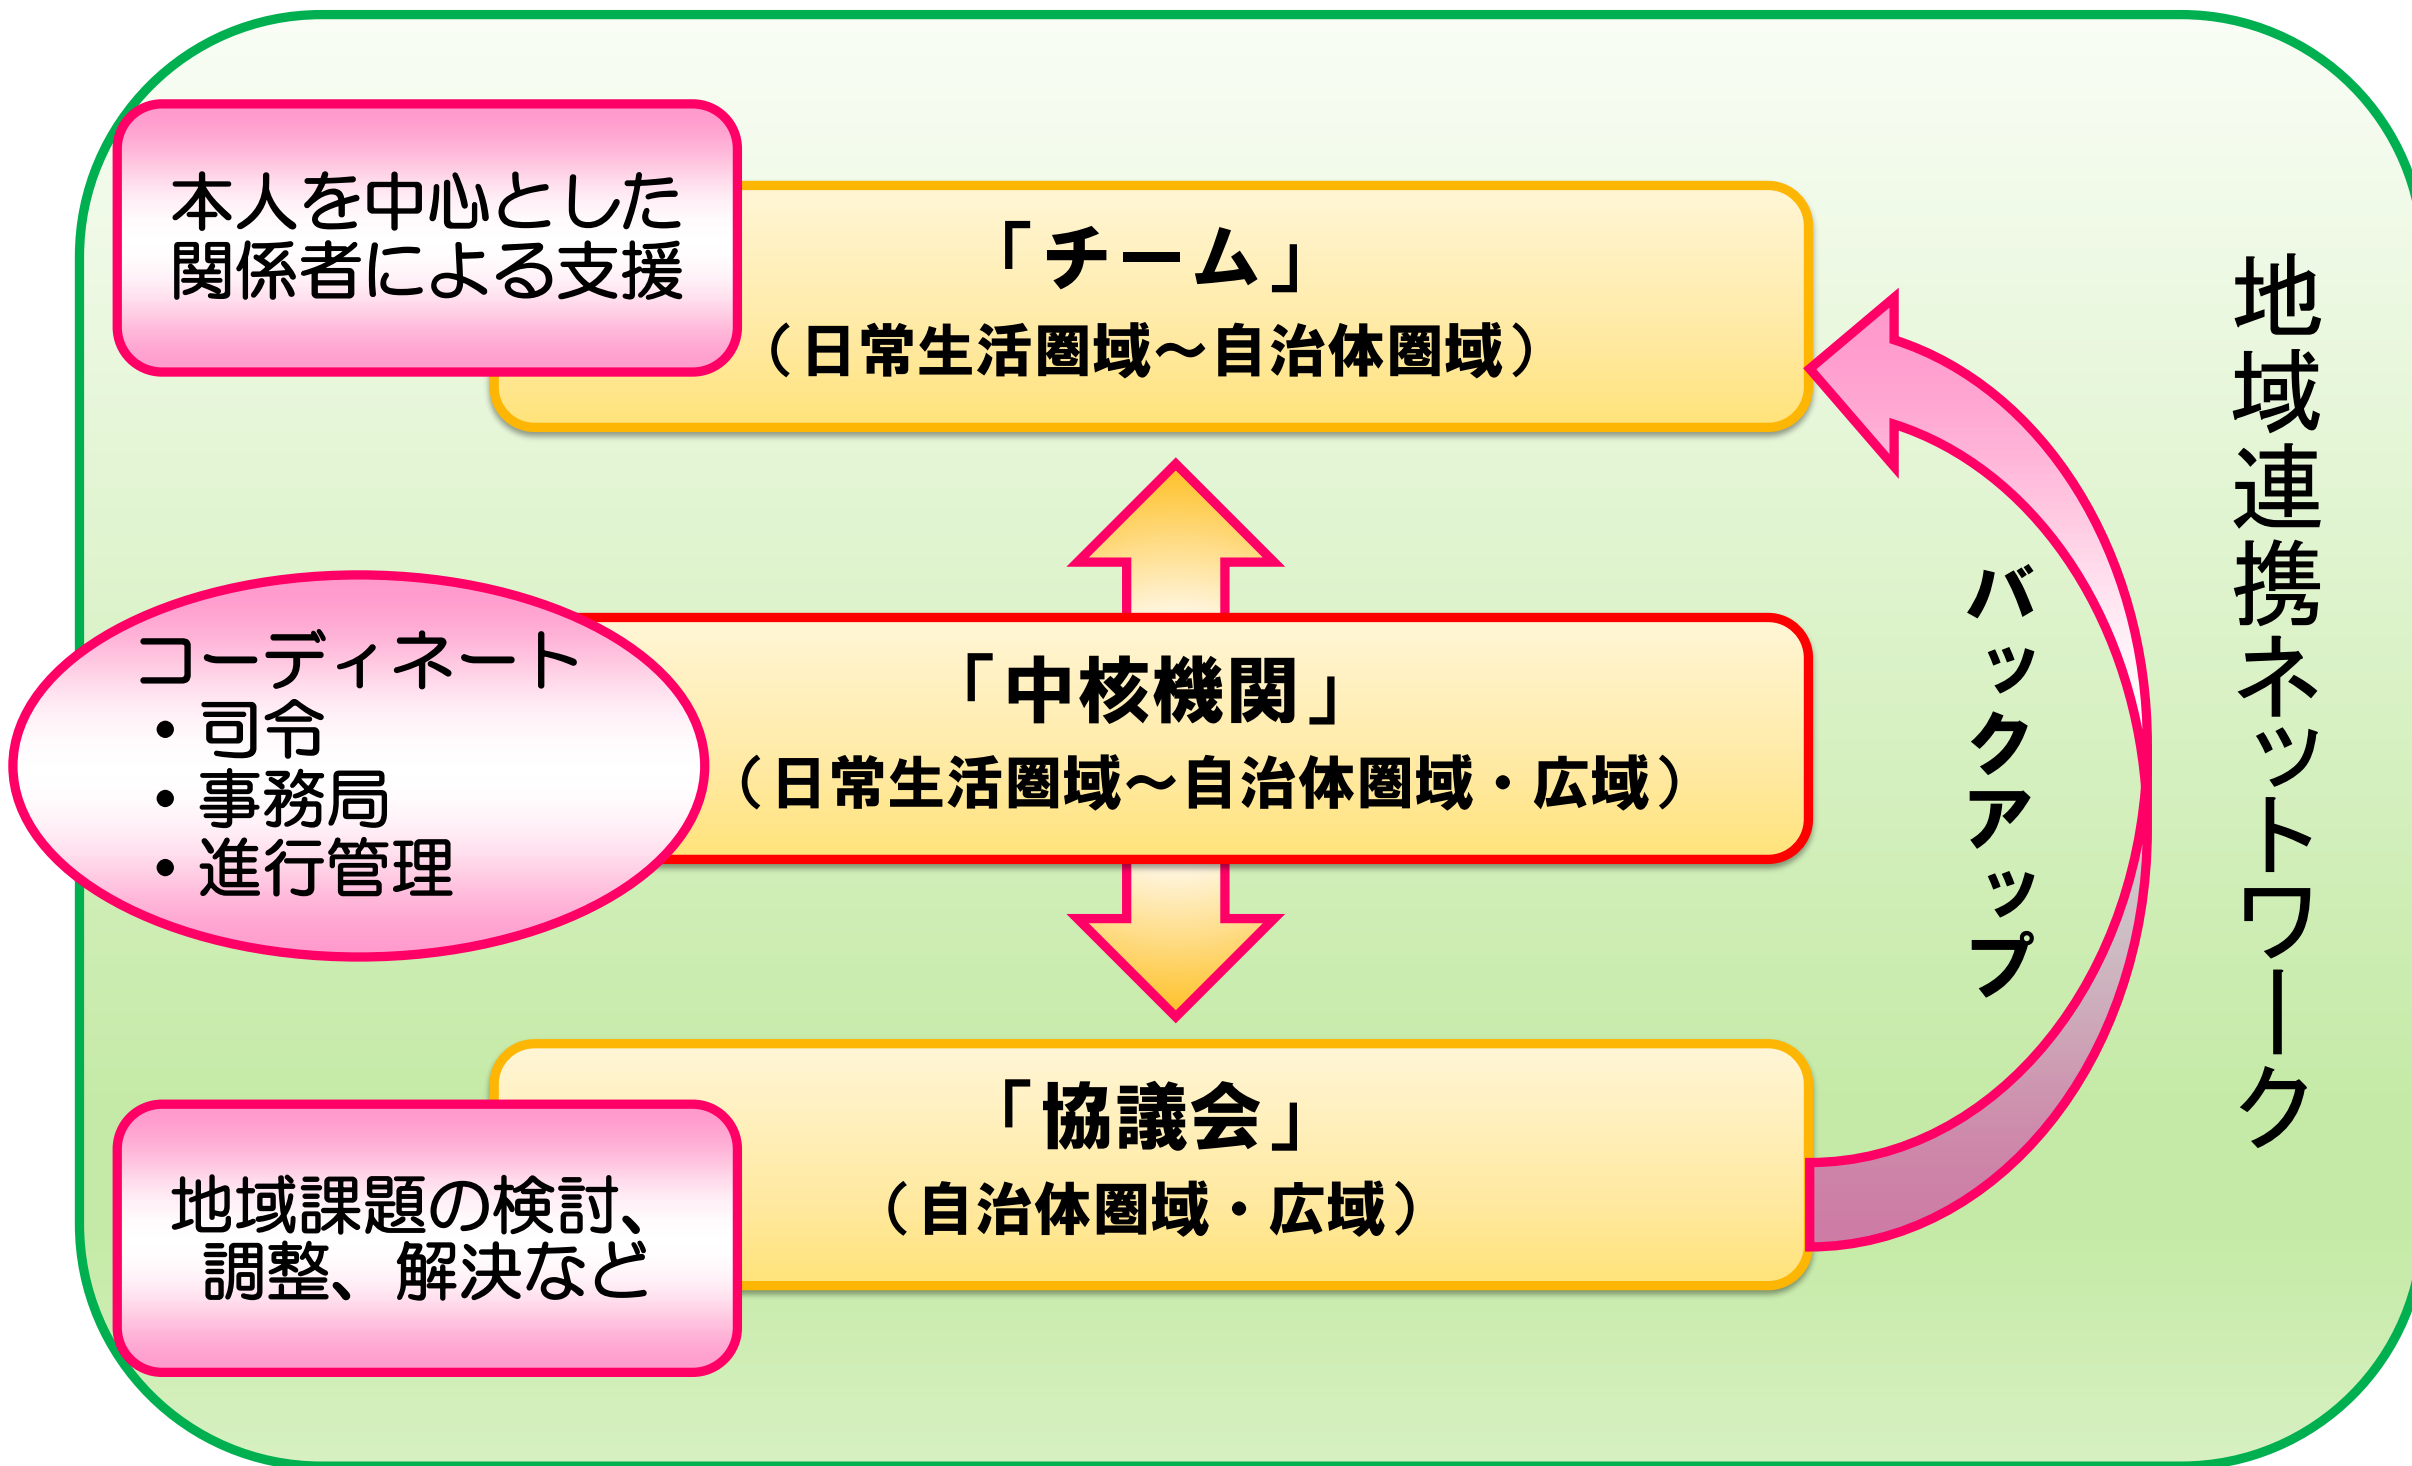 本人を中心とした
関係者による支援
「チーム」
（日常生活圏域～自治体圏域）
コーディネート
・司令
・事務局
・進行管理
「中核機関」
（日常生活圏域～自治体圏域・広域）
地域課題の検討、
調整、解決など
「協議会」
（自治体圏域・広域）
バックアップ
地域連携ネットワーク